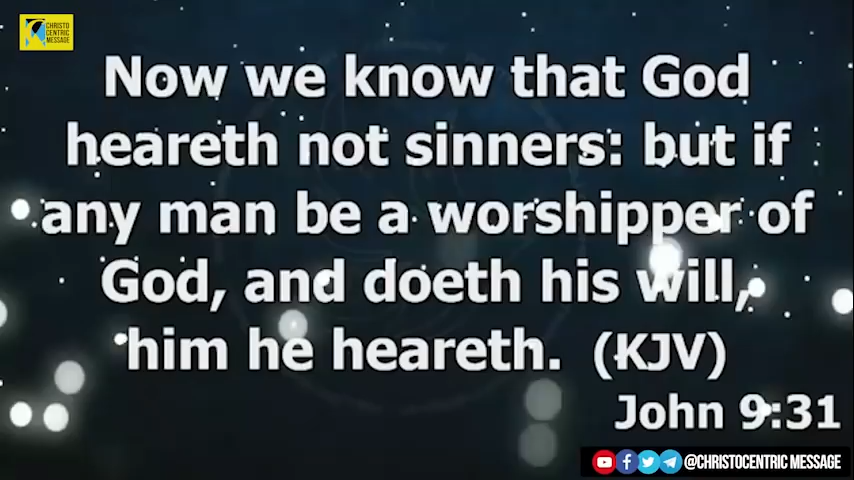 CHRISTO
CENTRIC
MESSAGE
Now we know that God
heareth not sinners: but if
any man be a worshipper of
God, and doeth his will,
him he heareth. (KJV)
John 9:31
@CHRISTOCENTRIC MESSAGE